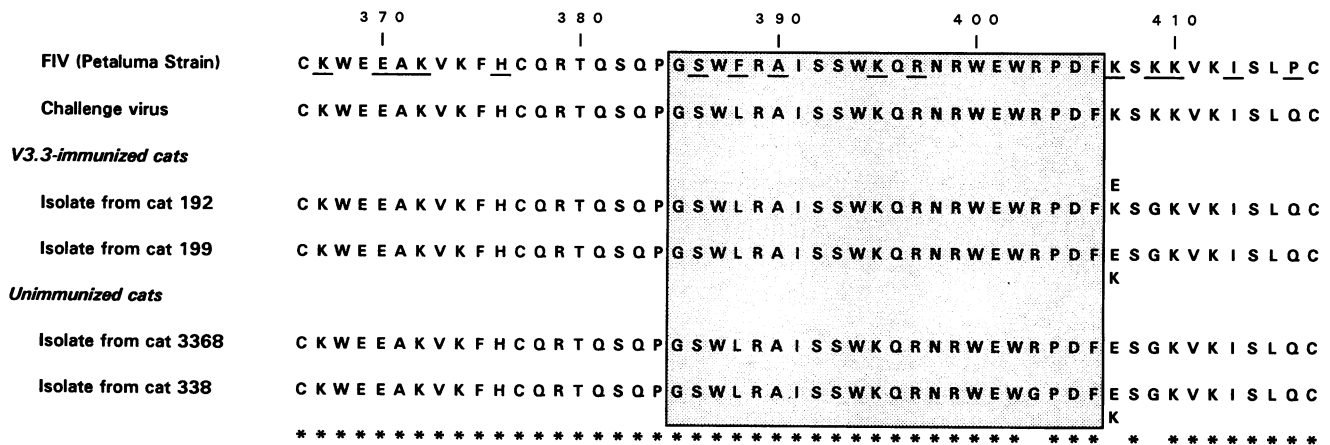 370 380 390 400 410
FIV (Petaluma Strain) C K W E E A K V K F H C Q R T Q S Q P G S W F R A I S S W K Q R N R W E W R P D F K S K K V K I S L P C
Challenge virus C K W E E A K V K F H C Q R T Q S Q P G S W L R A I S S W K Q R N R W E W R P D F K S K K V K I S L Q C
V3.3-immunized cats
E
Isolate from cat 192 C K W E E A K V K F H C Q R T Q S Q P G S W L R A I S S W K Q R N R W E W R P D F K S G K V K I S L Q C
Isolate from cat 199 C K W E E A K V K F H C Q R T Q S Q P G S W L R A I S S W K Q R N R W E W R P D F E S G K V K I S L Q C
K
Unimmunized cats
Isolate from cat 3368 C K W E E A K V K F H C Q R T Q S Q P G S W L R A I S S W K Q R N R W E W R P D F E S G K V K I S L Q C
Isolate from cat 338 C K W E E A K V K F H C Q R T Q S Q P G S W L R A I S S W K Q R N R W E W G P D F E S G K V K I S L Q C
K
* * * * * * * * * * * * * * * * * * * * * * * * * * * * * * * * * * * * *   * * *   *   * * * * * * * *